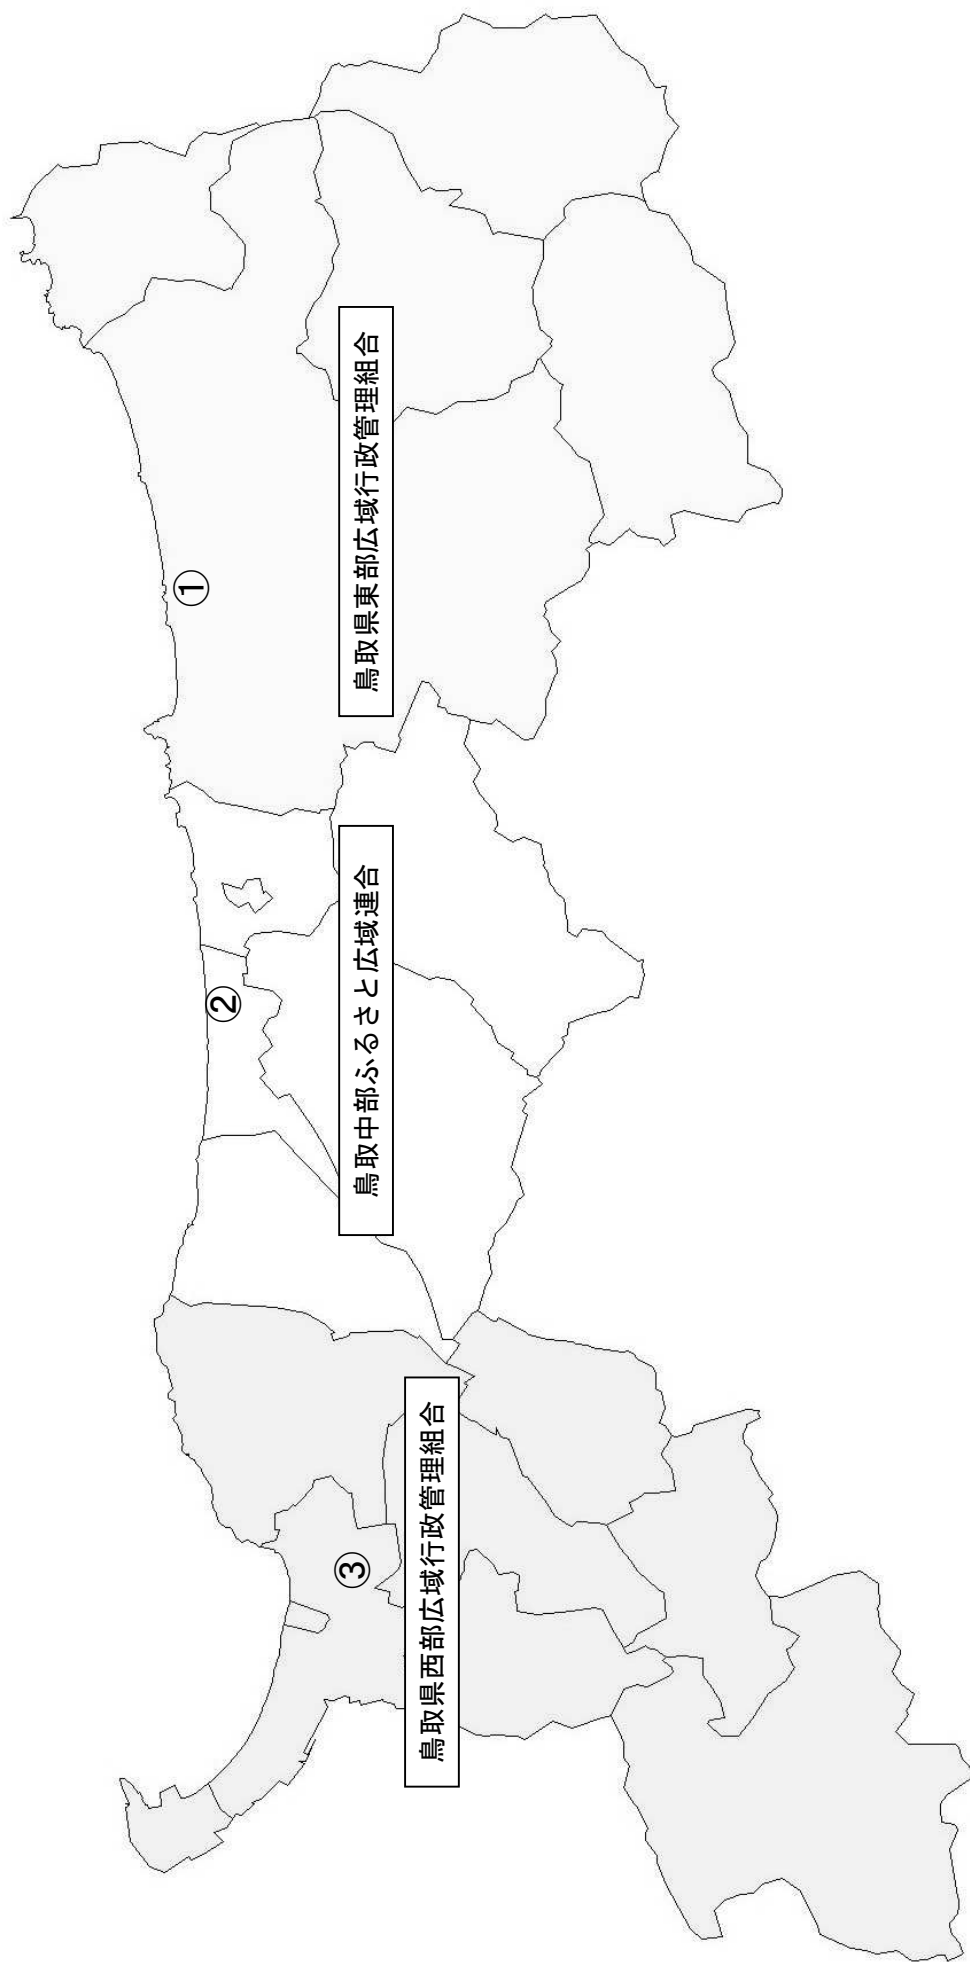 ①
鳥取県東部広域行政管理組合
②
鳥取中部ふるさと広域連合
③
鳥取県西部広域行政管理組合